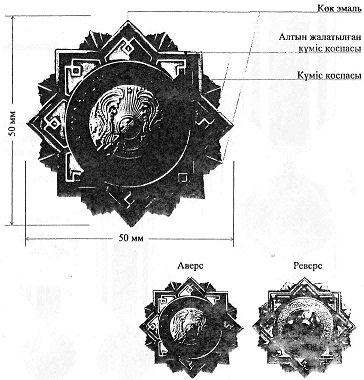 Көк эмаль
Алтын жалатылған
күміс қоспасы
Күміс қоспасы
50 мм
50 мм
Аверс
Реверс